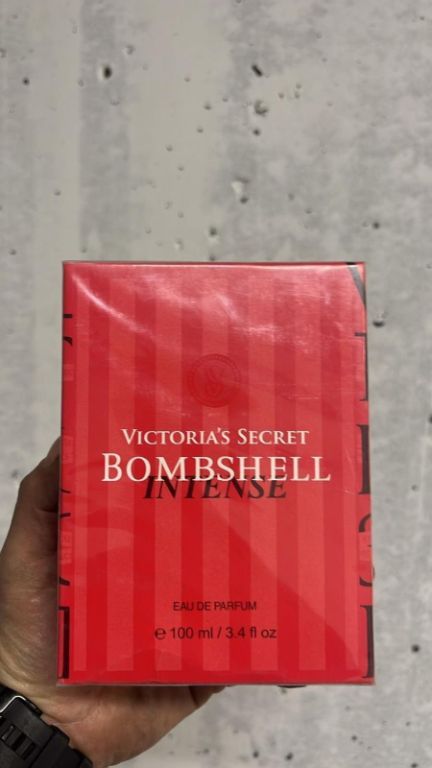 VICTORIA'S SECRET
BOMBSHELL
INTENSE
EAU DE PARFUM
℮ 100 ml / 3.4 fl oz